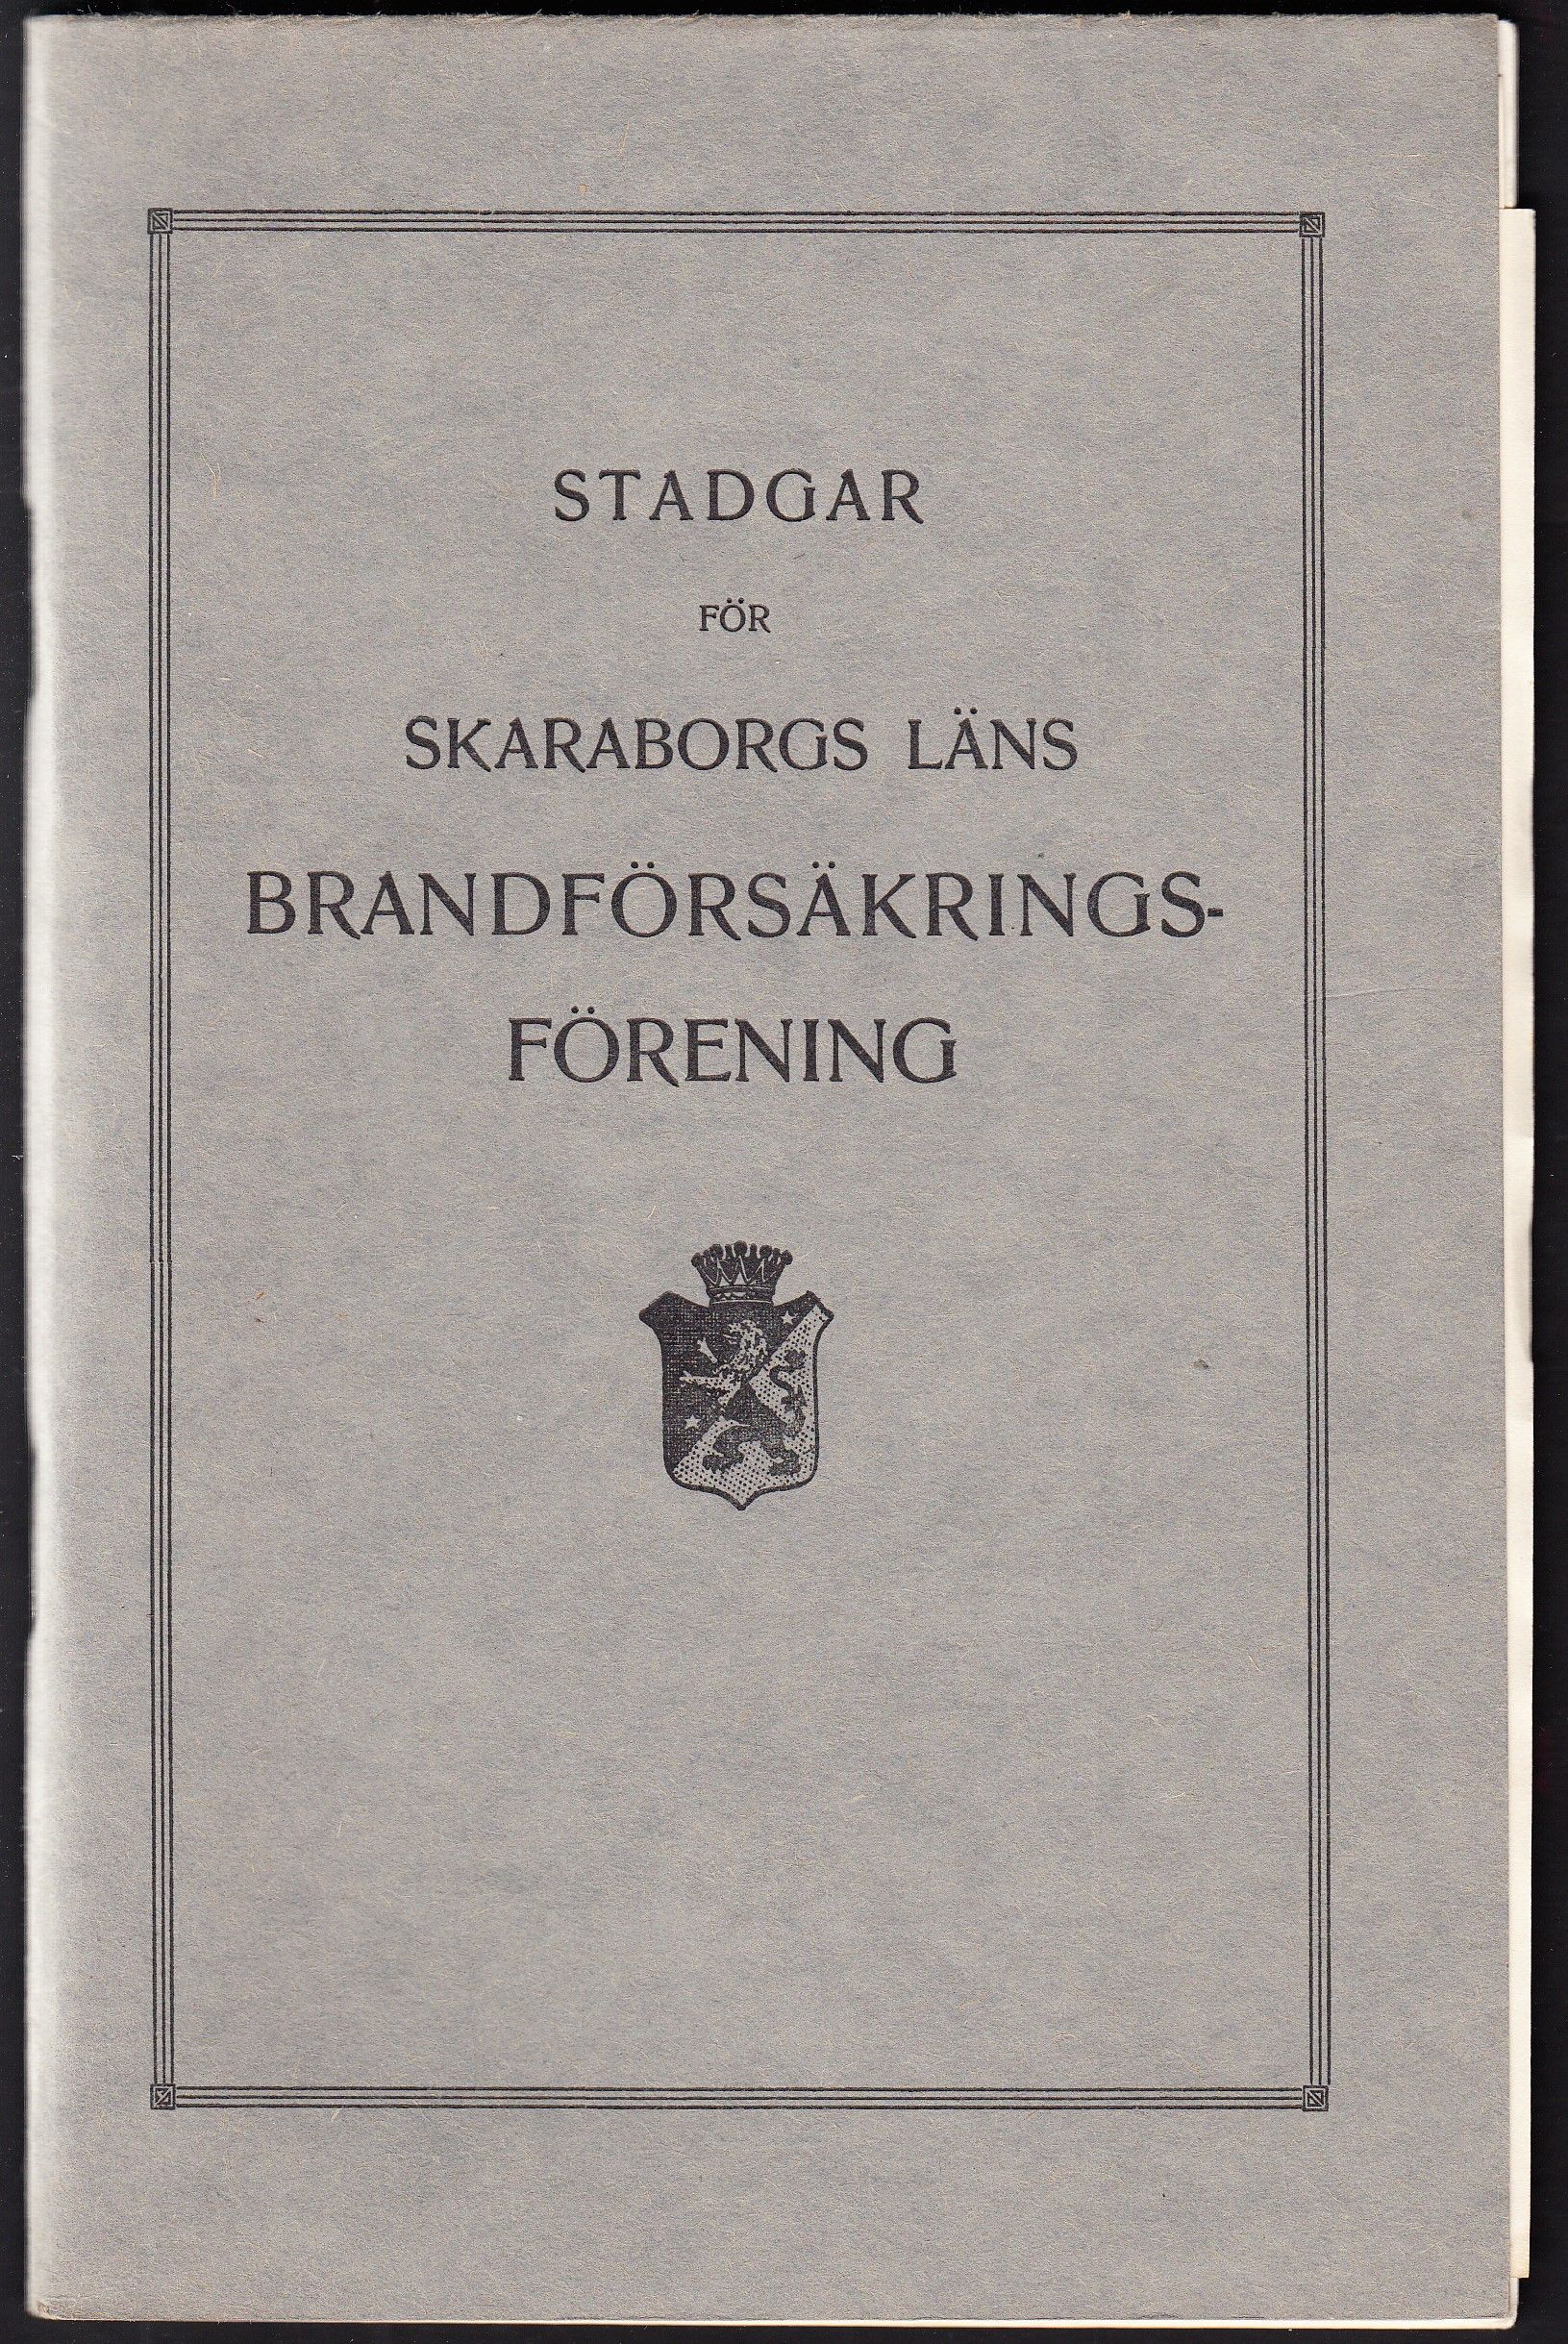 STADGAR
FÖR
SKARABORGS LÄNS
BRANDFÖRSÄKRINGS-
FÖRENING